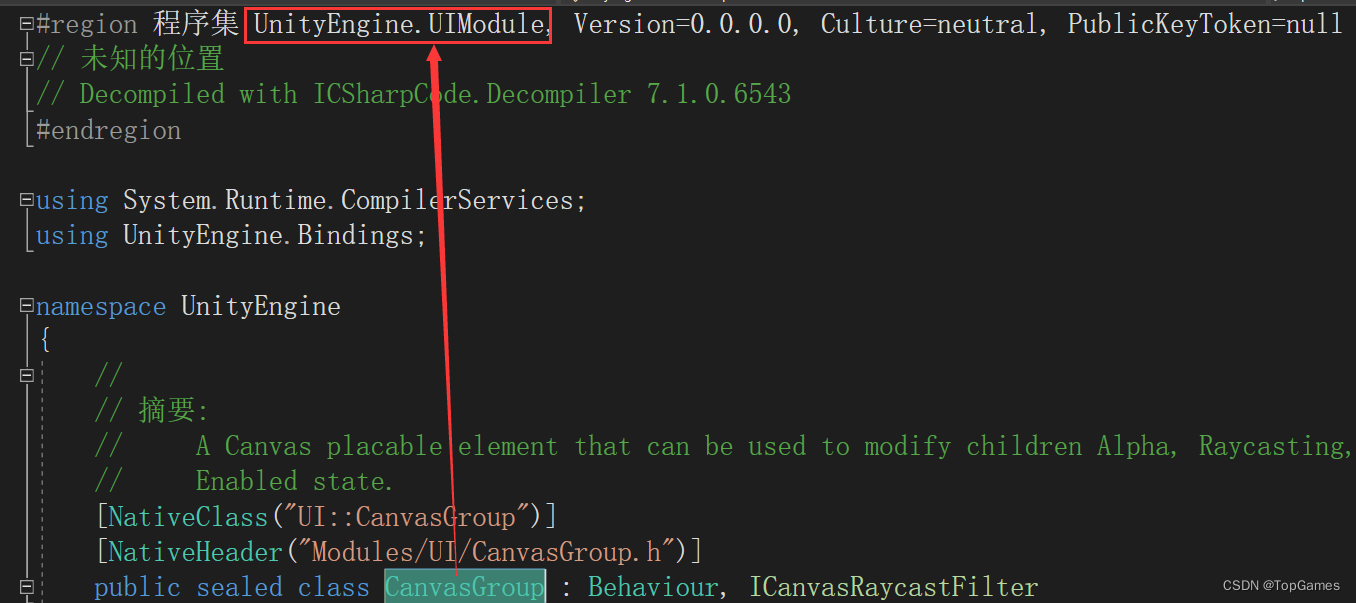 #region 程序集 UnityEngine.UIModule, Version=0.0.0.0, Culture=neutral, PublicKeyToken=null
// 未知的位置
// Decompiled with ICSharpCode.Decompiler 7.1.0.6543
#endregion
using System.Runtime.CompilerServices;
using UnityEngine.Bindings;
namespace UnityEngine
{
//
// 摘要:
// A Canvas placable element that can be used to modify children Alpha, Raycasting,
// Enabled state.
[NativeClass("UI::CanvasGroup")]
[NativeHeader("Modules/UI/CanvasGroup.h")]
public sealed class CanvasGroup : Behaviour, ICanvasRaycastFilter
CSDN @TopGames